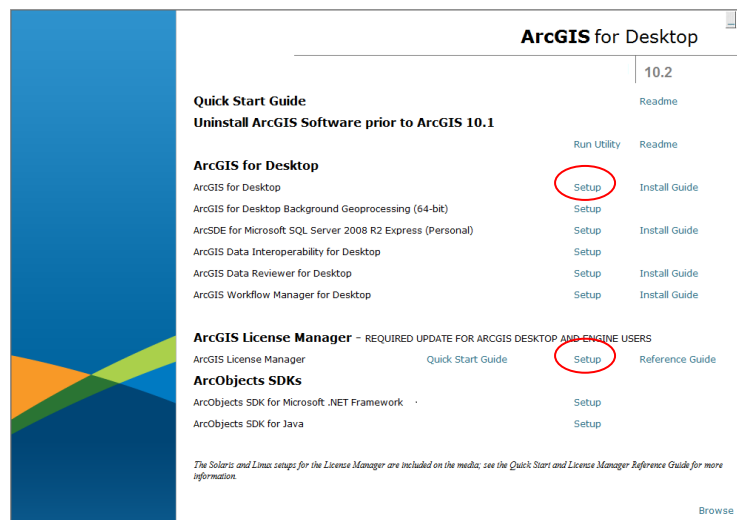 ArcGIS for Desktop
10.2
Quick Start Guide Readme
Uninstall ArcGIS Software prior to ArcGIS 10.1
Run Utility Readme
ArcGIS for Desktop
ArcGIS for Desktop Setup Install Guide
ArcGIS for Desktop Background Geoprocessing (64-bit) Setup
ArcSDE for Microsoft SQL Server 2008 R2 Express (Personal) Setup Install Guide
ArcGIS Data Interoperability for Desktop Setup
ArcGIS Data Reviewer for Desktop Setup Install Guide
ArcGIS Workflow Manager for Desktop Setup Install Guide
ArcGIS License Manager - REQUIRED UPDATE FOR ARCGIS DESKTOP AND ENGINE USERS
ArcGIS License Manager Quick Start Guide Setup Reference Guide
ArcObjects SDKs
ArcObjects SDK for Microsoft .NET Framework Setup
ArcObjects SDK for Java Setup
The Solaris and Linux setups for the License Manager are included on the media; see the Quick Start and License Manager Reference Guide for more
information.
Browse